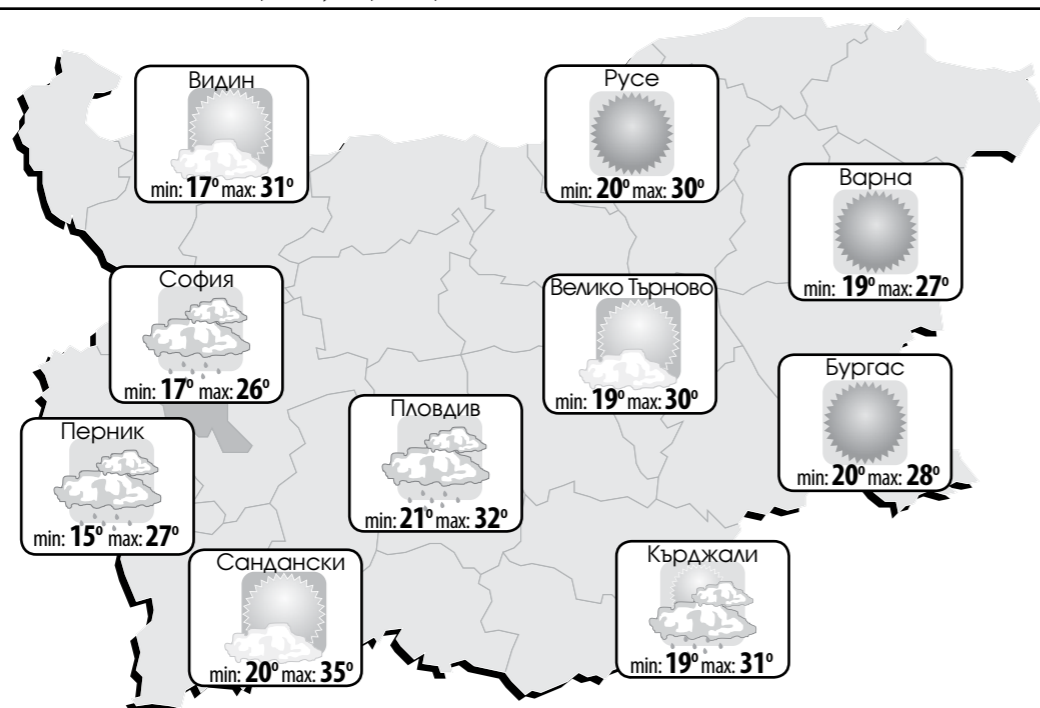 Видин
min: 17° max: 31°
Русе
min: 20° max: 30°
Варна
min: 19° max: 27°
София
min: 17° max: 26°
Велико Търново
min: 19° max: 30°
Бургас
min: 20° max: 28°
Пловдив
min: 21° max: 32°
Перник
min: 15° max: 27°
Сандански
min: 20° max: 35°
Кърджали
min: 19° max: 31°